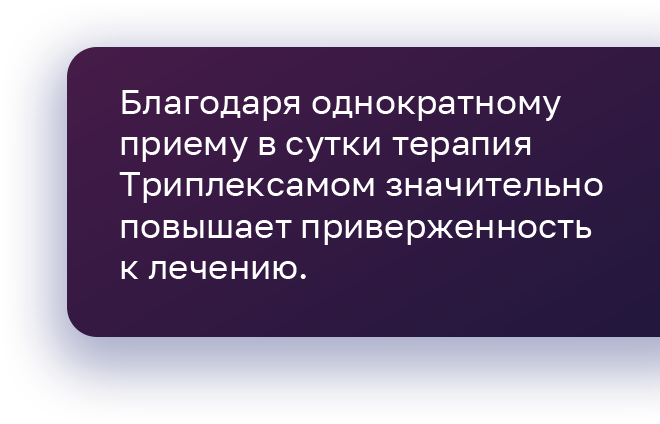 Благодаря однократному
приему в сутки терапия
Триплексамом значительно
повышает приверженность
к лечению.